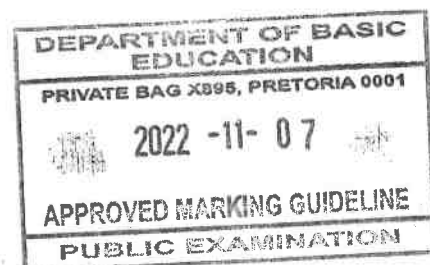 DEPARTMENT OF BASIC
EDUCATION
PRIVATE BAG X895, PRETORIA 0001
2022 -11- 07
APPROVED MARKING GUIDELINE
PUBLIC EXAMINATION